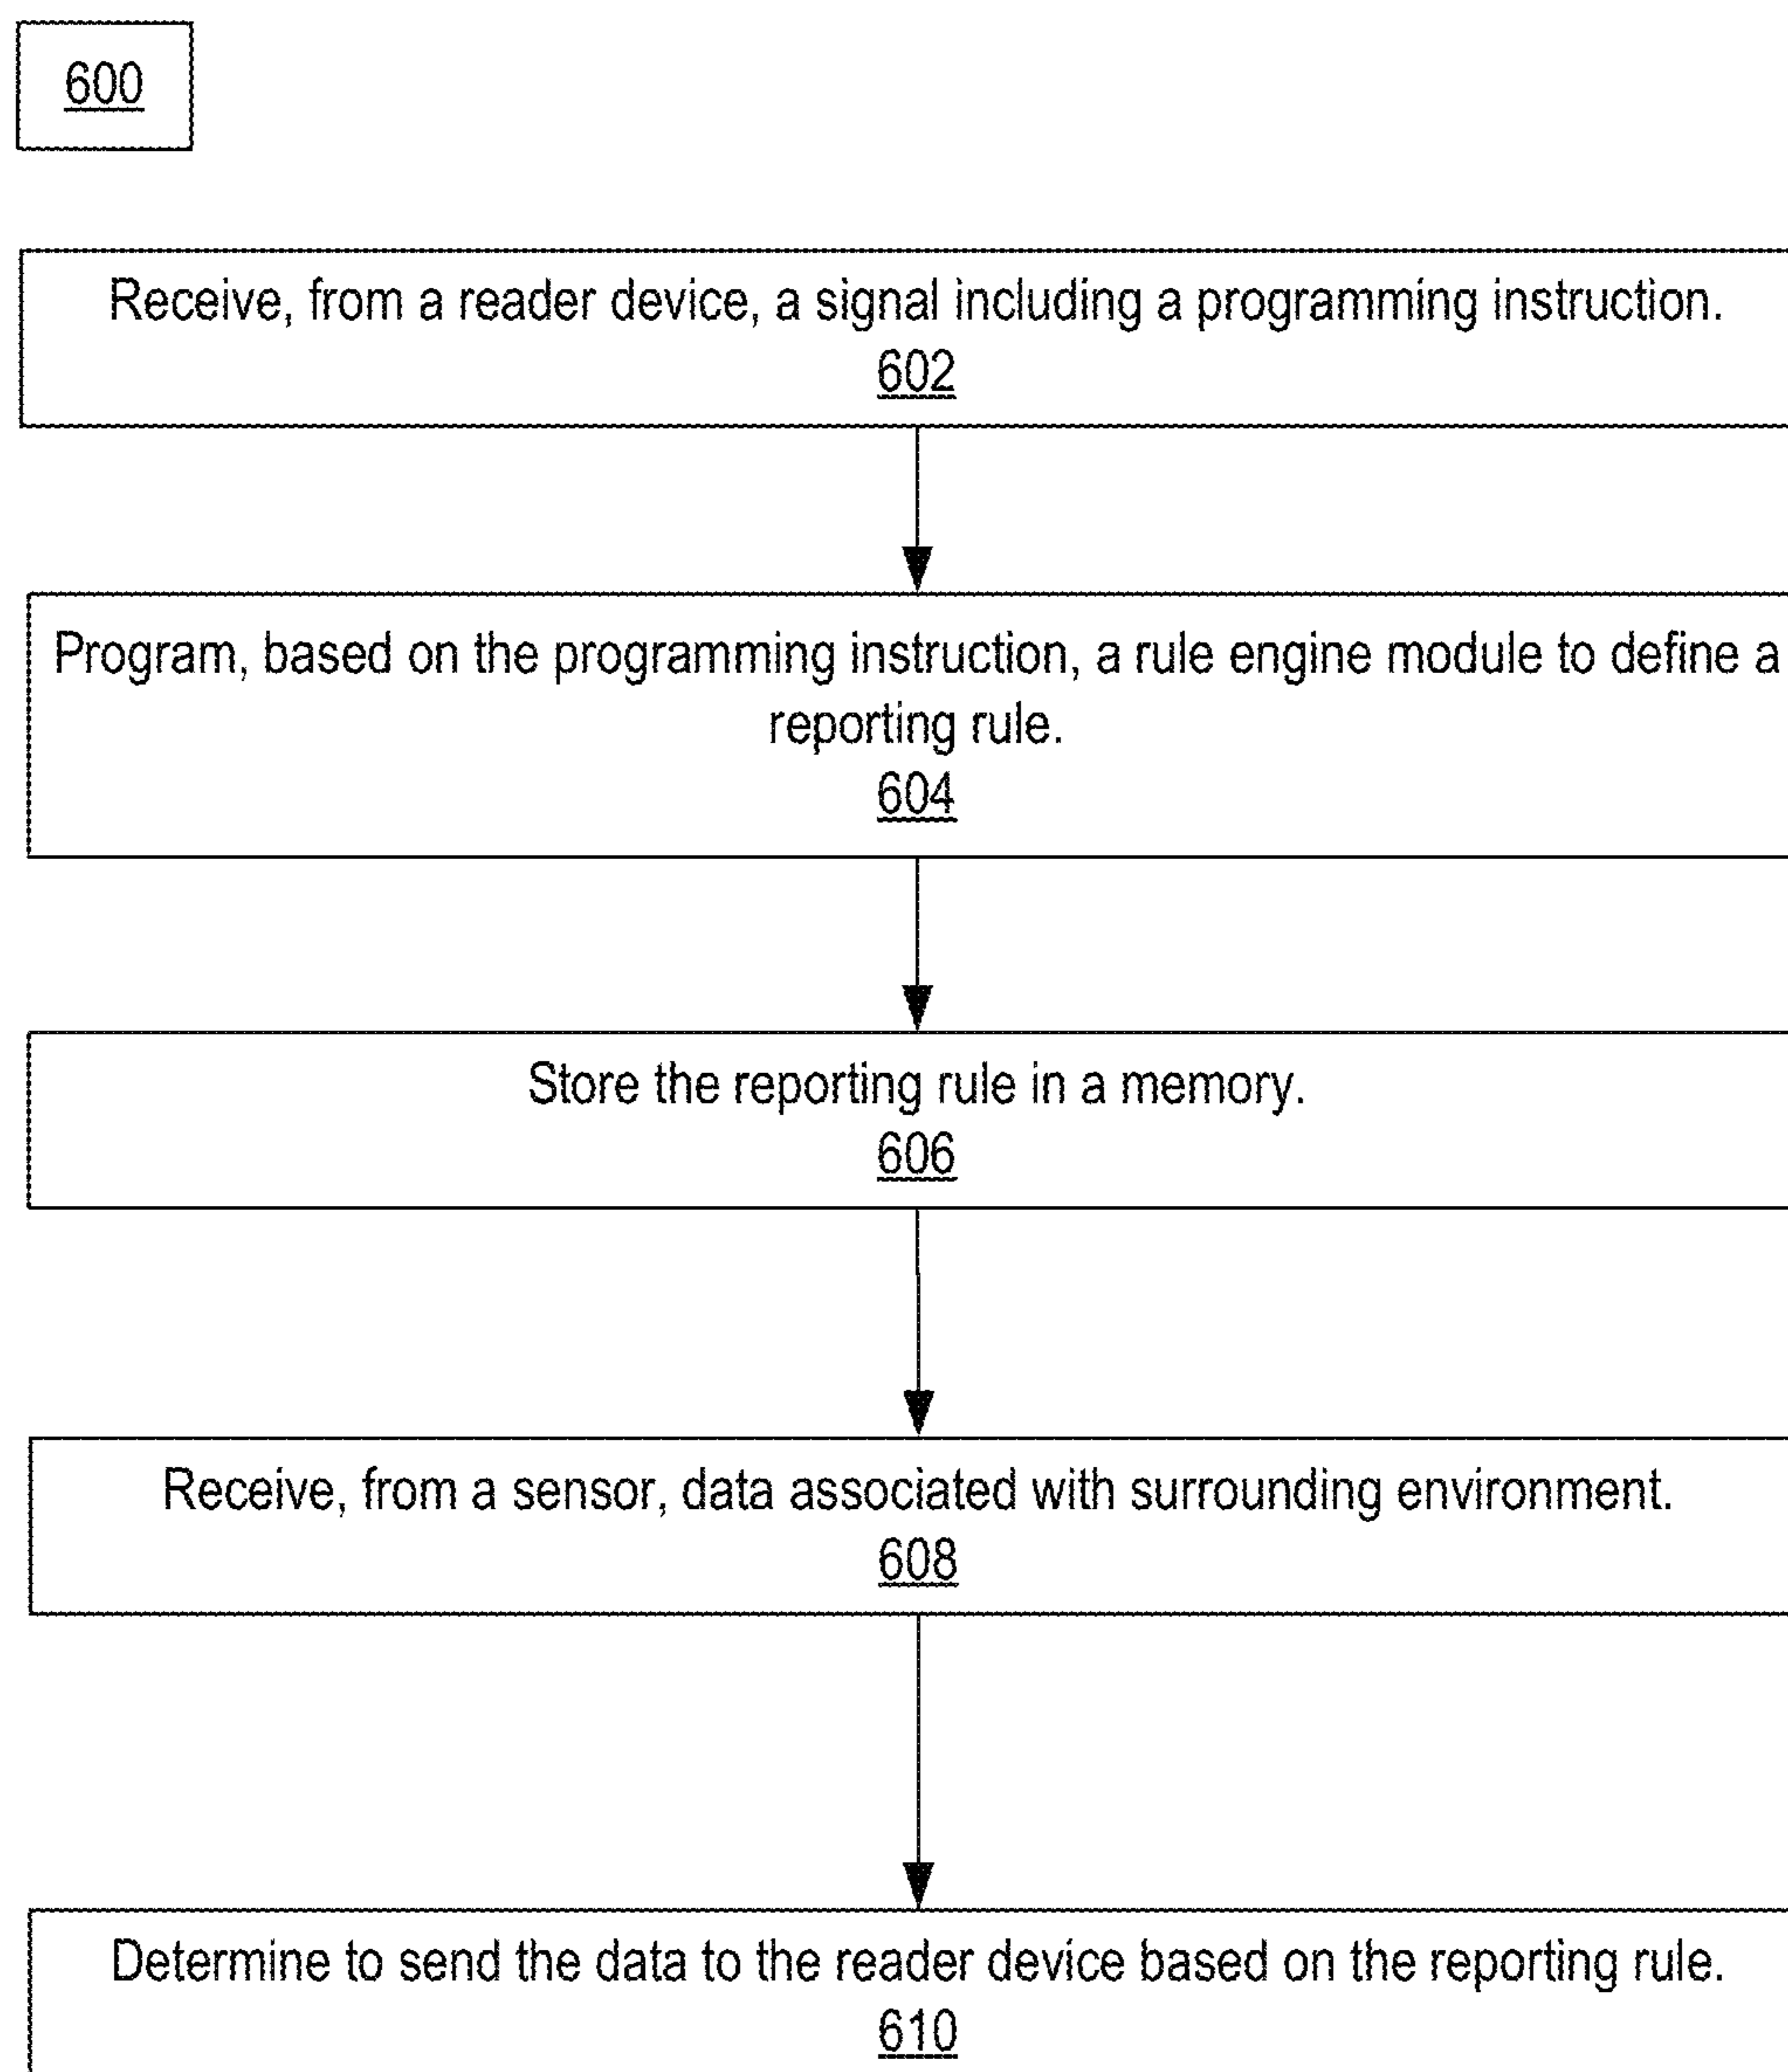 600
Receive, from a reader device, a signal including a programming instruction.
602
Program, based on the programming instruction, a rule engine module to define a
reporting rule.
604
Store the reporting rule in a memory.
606
Receive, from a sensor, data associated with surrounding environment.
608
Determine to send the data to the reader device based on the reporting rule.
610